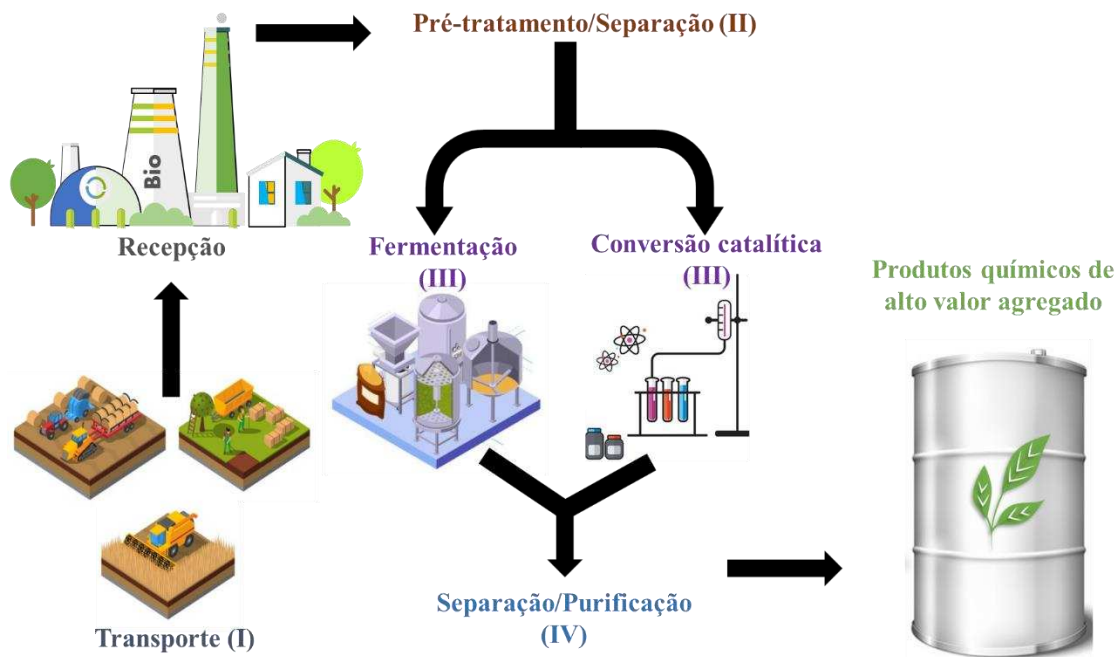 Pré-tratamento/Separação (II)
Bio
Recepção
Fermentação
(III)
Conversão catalítica
(III)
Produtos químicos de
alto valor agregado
Transporte (I)
Separação/Purificação
(IV)